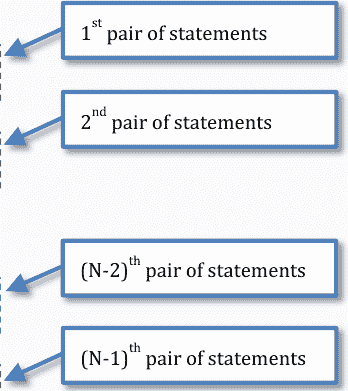 1st pair of statements
2nd pair of statements
(N-2)th pair of statements
(N-1)th pair of statements